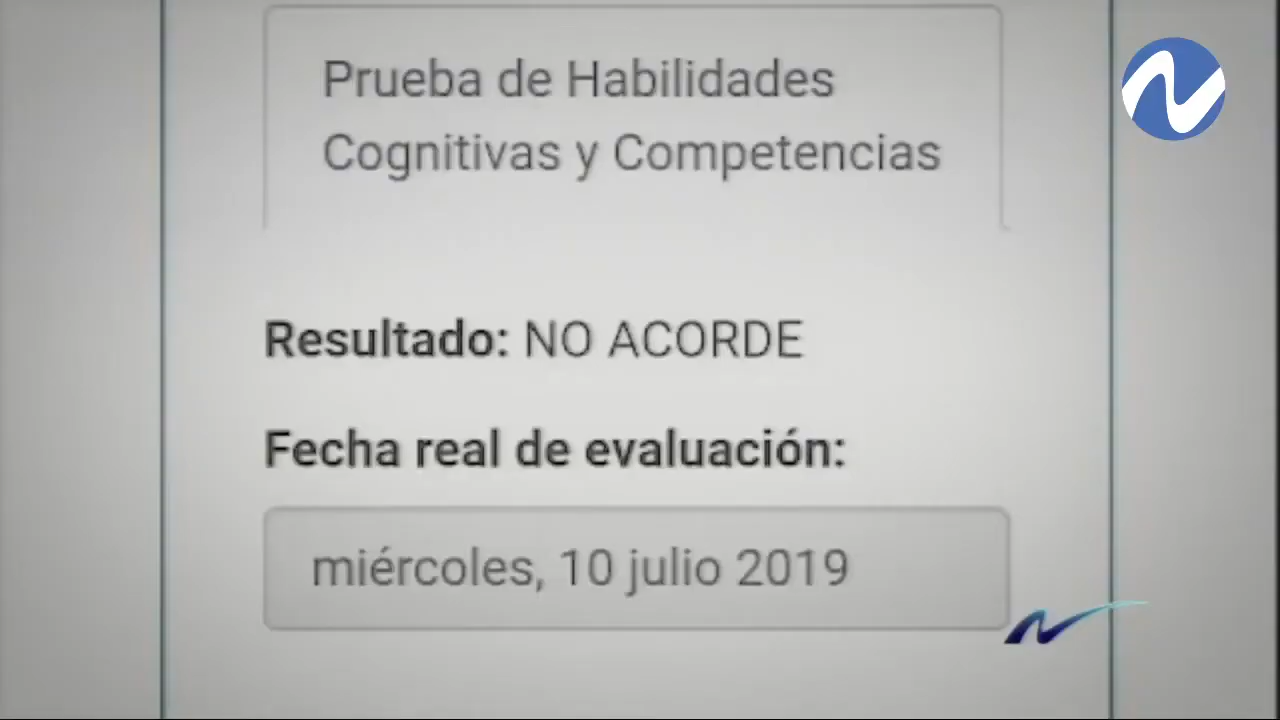 Prueba de Habilidades
Cognitivas y Competencias
Resultado: NO ACORDE
Fecha real de evaluación:
miércoles, 10 julio 2019